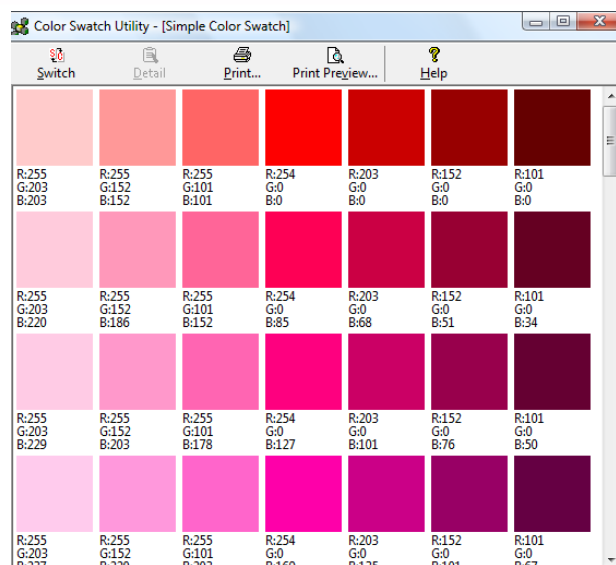 Color Swatch Utility - [Simple Color Swatch]
Switch Detail Print... Print Preview... Help
R:255 R:255 R:255 R:254 R:203 R:152 R:101
G:203 G:152 G:101 G:0 G:0 G:0 G:0
B:203 B:152 B:101 B:0 B:0 B:0 B:0
R:255 R:255 R:255 R:254 R:203 R:152 R:101
G:203 G:152 G:101 G:0 G:0 G:0 G:0
B:220 B:186 B:152 B:85 B:68 B:51 B:34
R:255 R:255 R:255 R:254 R:203 R:152 R:101
G:203 G:152 G:101 G:0 G:0 G:0 G:0
B:229 B:203 B:178 B:127 B:101 B:76 B:50
R:255 R:255 R:255 R:254 R:203 R:152 R:101
G:203 G:152 G:101 G:0 G:0 G:0 G:0